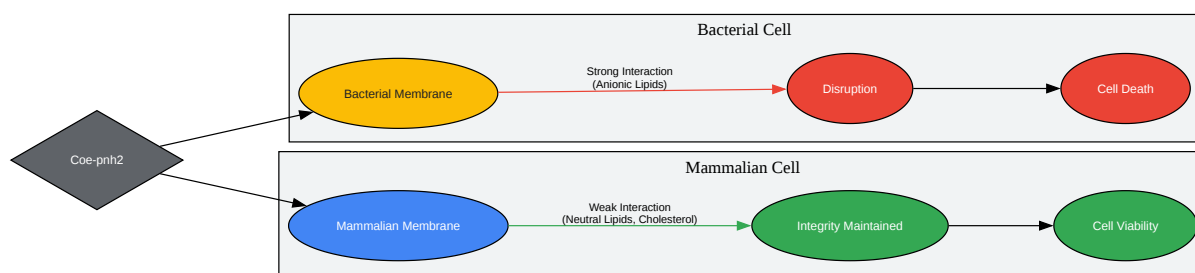 Bacterial Cell
Strong Interaction
(Anionic Lipids)
Bacterial Membrane
Disruption
Cell Death
Coe-pnh2
Mammalian Cell
Weak Interaction
(Neutral Lipids, Cholesterol)
Mammalian Membrane
Integrity Maintained
Cell Viability